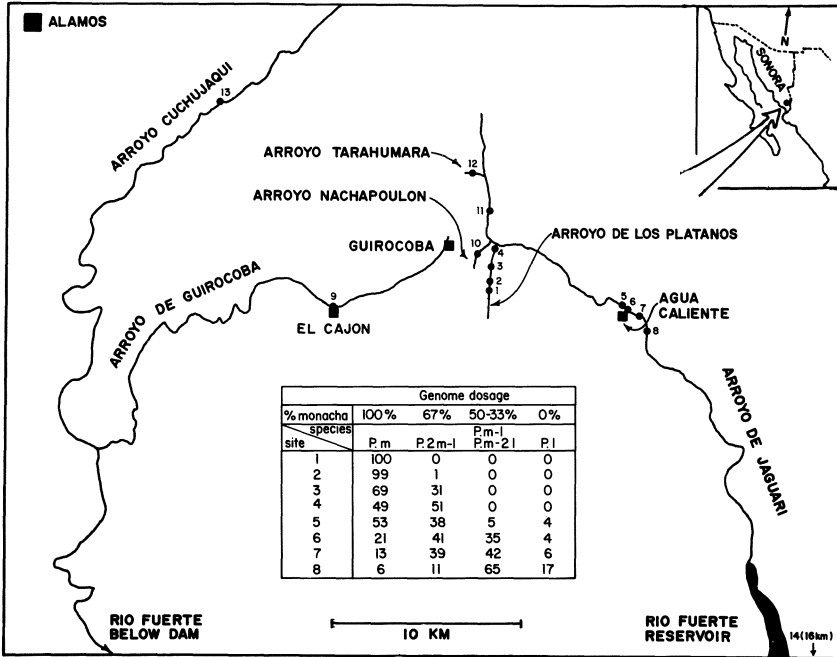 ALAMOS
N
SONORA
ARROYO CUCHUJAQUI
13
ARROYO TARAHUMARA
12
ARROYO NACHAPOULON
11
GUIROCOBA
10
4
3
2
1
ARROYO DE LOS PLATANOS
ARROYO DE GUIROCOBA
9
EL CAJON
5
6
7
8
AGUA
CALIENTE
ARROYO DE JAGUARI
Genome dosage
% monacha 100% 67% 50-33% 0%
species
site
P.m P.2m-l P.m-l P.m-2l P.l
1 100 0 0 0
2 99 1 0 0
3 69 31 0 0
4 49 51 0 0
5 53 38 5 4
6 21 41 35 4
7 13 39 42 6
8 6 11 65 17
RIO FUERTE
BELOW DAM
10 KM
RIO FUERTE
RESERVOIR
14(16km)